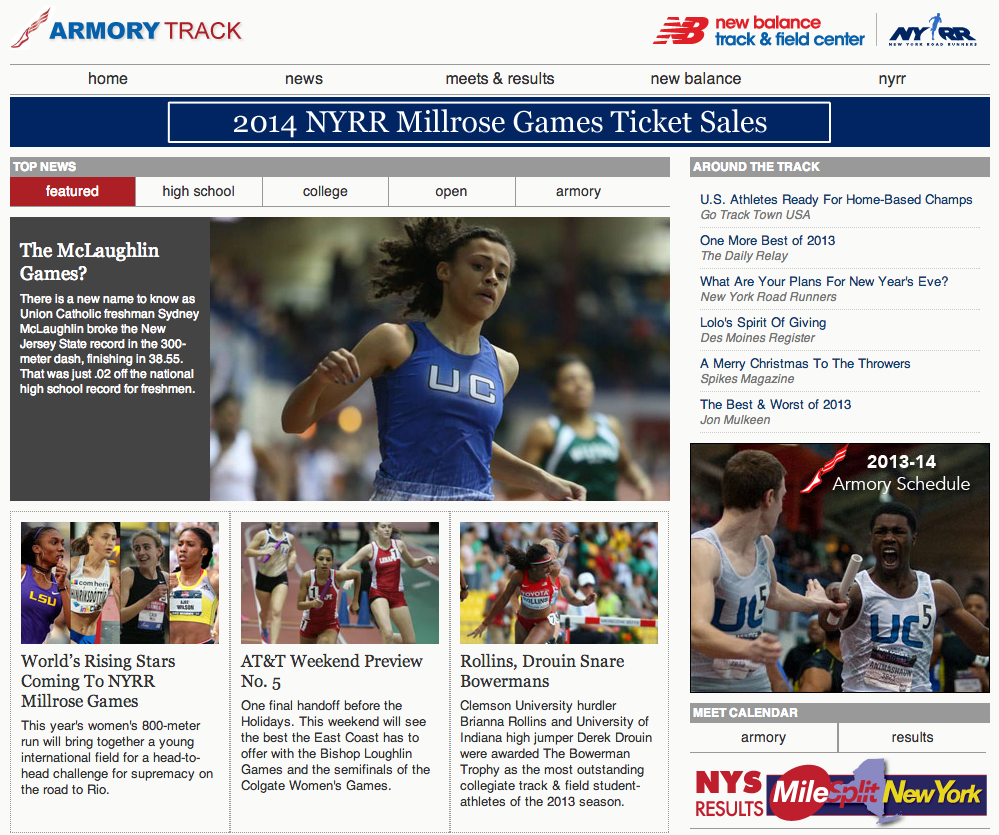 ARMORY TRACK
new balance
track & field center
NYRR
NEW YORK ROAD RUNNERS
home
news
meets & results
new balance
nyrr
2014 NYRR Millrose Games Ticket Sales
TOP NEWS
featured
high school
college
open
armory
The McLaughlin
Games?
There is a new name to know as
Union Catholic freshman Sydney
McLaughlin broke the New
Jersey State record in the 300-
meter dash, finishing in 38.55.
That was just .02 off the national
high school record for freshmen.
UC
LSU
WILSON
World's Rising Stars
Coming To NYRR
Millrose Games
This year's women's 800-meter
run will bring together a young
international field for a head-to-
head challenge for supremacy on
the road to Rio.
AT&T Weekend Preview
No. 5
One final handoff before the
Holidays. This weekend will see
the best the East Coast has to
offer with the Bishop Loughlin
Games and the semifinals of the
Colgate Women's Games.
TOYOTA
Rollins, Drouin Snare
Bowermans
Clemson University hurdler
Brianna Rollins and University of
Indiana high jumper Derek Drouin
were awarded The Bowerman
Trophy as the most outstanding
collegiate track & field student-
athletes of the 2013 season.
AROUND THE TRACK
U.S. Athletes Ready For Home-Based Champs
Go Track Town USA
One More Best of 2013
The Daily Relay
What Are Your Plans For New Year's Eve?
New York Road Runners
Lolo's Spirit Of Giving
Des Moines Register
A Merry Christmas To The Throwers
Spikes Magazine
The Best & Worst of 2013
Jon Mulkeen
2013-14
Armory Schedule
UC
5
UC
5
MEET CALENDAR
armory
results
NYS
RESULTS
MileSplit New York